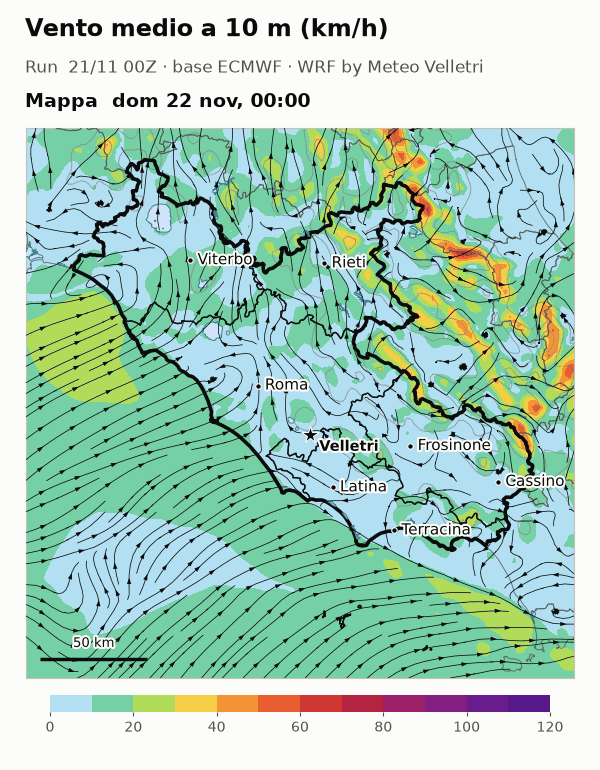 Vento medio a 10 m (km/h)
Run  21/11 00Z · base ECMWF · WRF by Meteo Velletri
Mappa  dom 22 nov, 00:00
Viterbo
Rieti
Roma
Velletri
Frosinone
Cassino
Latina
Terracina
50 km
0 20 40 60 80 100 120